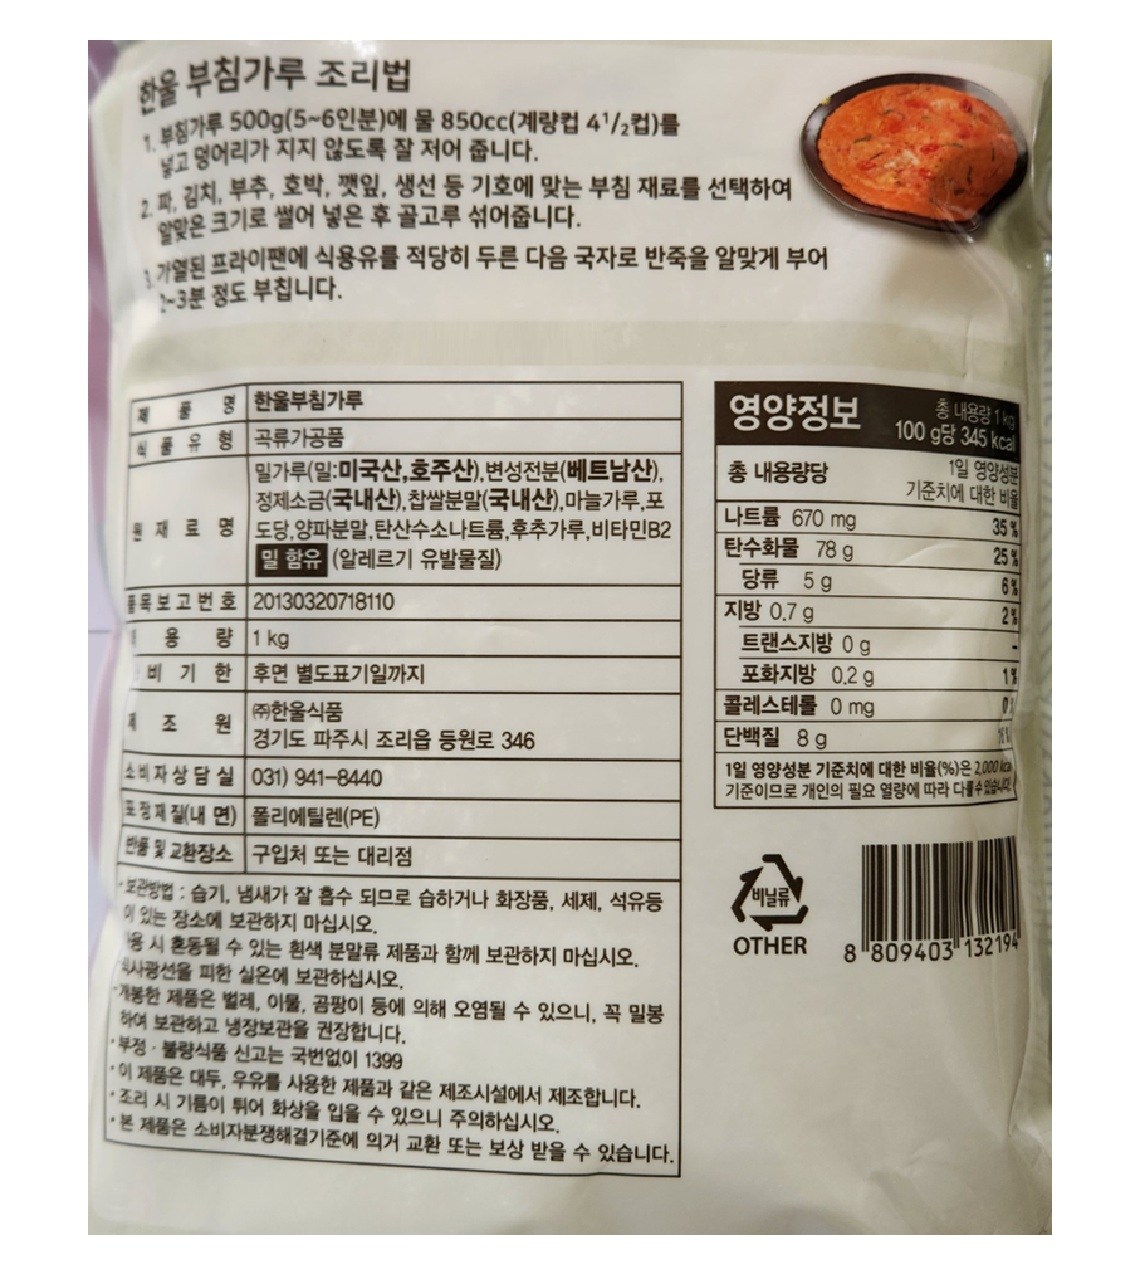 한울 부침가루 조리법
1. 부침가루 500g(5~6인분)에 물 850cc(계량컵 4¹/₂컵)를
넣고 덩어리가 지지 않도록 잘 저어 줍니다.
2. 파, 김치, 부추, 호박, 깻잎, 생선 등 기호에 맞는 부침 재료를 선택하여
알맞은 크기로 썰어 넣은 후 골고루 섞어줍니다.
3. 가열된 프라이팬에 식용유를 적당히 두른 다음 국자로 반죽을 알맞게 부어
2~3분 정도 부칩니다.
제 품 명 한울부침가루
식 품 유 형 곡류가공품
원 재 료 명 밀가루(밀:미국산,호주산),변성전분(베트남산),
정제소금(국내산),찹쌀분말(국내산),마늘가루,포
도당,양파분말,탄산수소나트륨,후추가루,비타민B2
밀 함유 (알레르기 유발물질)
품목보고번호 20130320718110
용 량 1 kg
비 기 한 후면 별도표기일까지
제 조 원 ㈜한울식품
경기도 파주시 조리읍 등원로 346
소비자상담실 031) 941-8440
포장재질(내 면) 폴리에틸렌(PE)
반품 및 교환장소 구입처 또는 대리점
· 보관방법 : 습기, 냄새가 잘 흡수 되므로 습하거나 화장품, 세제, 석유등
이 있는 장소에 보관하지 마십시오.
용 시 혼동될 수 있는 흰색 분말류 제품과 함께 보관하지 마십시오.
직사광선을 피한 실온에 보관하십시오.
· 개봉한 제품은 벌레, 이물, 곰팡이 등에 의해 오염될 수 있으니, 꼭 밀봉
하여 보관하고 냉장보관을 권장합니다.
· 부정 · 불량식품 신고는 국번없이 1399
· 이 제품은 대두, 우유를 사용한 제품과 같은 제조시설에서 제조합니다.
· 조리 시 기름이 튀어 화상을 입을 수 있으니 주의하십시오.
· 본 제품은 소비자분쟁해결기준에 의거 교환 또는 보상 받을 수 있습니다.
영양정보
총 내용량 1 kg
100 g당 345 kcal
총 내용량당 1일 영양성분
기준치에 대한 비율
나트륨 670 mg 35 %
탄수화물 78 g 25 %
당류 5 g 6 %
지방 0.7 g 2 %
트랜스지방 0 g -
포화지방 0.2 g 1 %
콜레스테롤 0 mg 0
단백질 8 g
1일 영양성분 기준치에 대한 비율(%)은 2,000 kcal
기준이므로 개인의 필요 열량에 따라 다를수 있습니다.
비닐류
OTHER
8 809403 132194